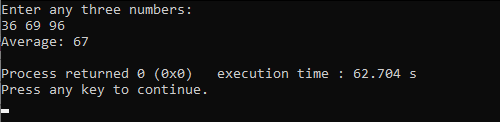 Enter any three numbers:
36 69 96
Average: 67
Process returned 0 (0x0)   execution time : 62.704 s
Press any key to continue.